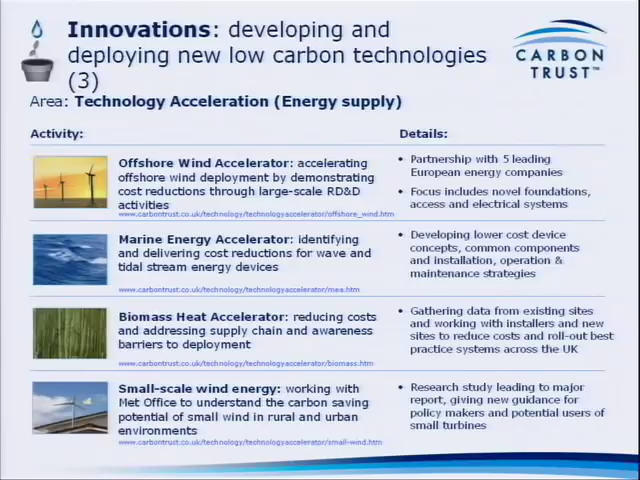 Innovations: developing and
deploying new low carbon technologies
(3)
CARBON
TRUST™
Area: Technology Acceleration (Energy supply)
Activity:
Details:
Offshore Wind Accelerator: accelerating
offshore wind deployment by demonstrating
cost reductions through large-scale RD&D
activities
www.carbontrust.co.uk/technology/technologyaccelerator/offshore_wind.htm
• Partnership with 5 leading
European energy companies
• Focus includes novel foundations,
access and electrical systems
Marine Energy Accelerator: identifying
and delivering cost reductions for wave and
tidal stream energy devices
www.carbontrust.co.uk/technology/technologyaccelerator/mea.htm
• Developing lower cost device
concepts, common components
and installation, operation &
maintenance strategies
Biomass Heat Accelerator: reducing costs
and addressing supply chain and awareness
barriers to deployment
www.carbontrust.co.uk/technology/technologyaccelerator/biomass.htm
• Gathering data from existing sites
and working with installers and new
sites to reduce costs and roll-out best
practice systems across the UK
Small-scale wind energy: working with
Met Office to understand the carbon saving
potential of small wind in rural and urban
environments
www.carbontrust.co.uk/technology/technologyaccelerator/small-wind.htm
• Research study leading to major
report, giving new guidance for
policy makers and potential users of
small turbines